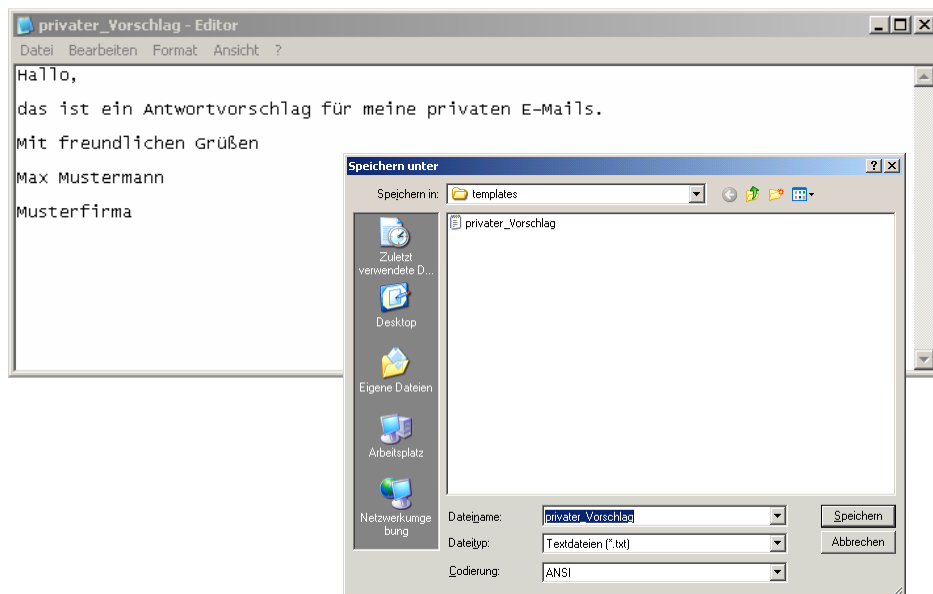 privater_Vorschlag - Editor
Datei Bearbeiten Format Ansicht ?
Hallo,
das ist ein Antwortvorschlag für meine privaten E-Mails.
Mit freundlichen Grüßen
Max Mustermann
Musterfirma
Speichern unter
Speichern in: templates
privater_Vorschlag
Zuletzt
verwendete D...
Desktop
Eigene Dateien
Arbeitsplatz
Netzwerkumge
bung
Dateiname: privater_Vorschlag Speichern
Dateityp: Textdateien (*.txt) Abbrechen
Codierung: ANSI